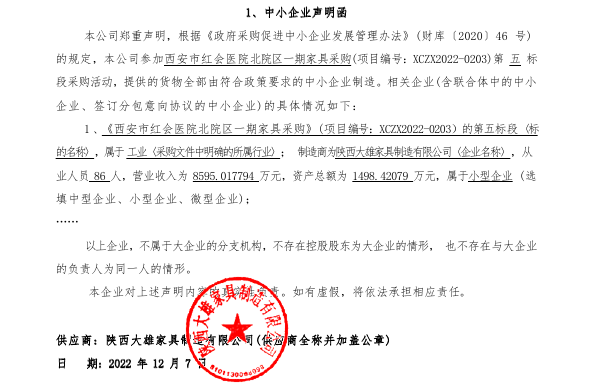 1、中小企业声明函
本公司郑重声明，根据《政府采购促进中小企业发展管理办法》(财库〔2020〕46 号)
的规定，本公司参加西安市红会医院北院区一期家具采购(项目编号：XCZX2022-0203)第 五 标
段采购活动，提供的货物全部由符合政策要求的中小企业制造。相关企业(含联合体中的中小
企业、签订分包意向协议的中小企业)的具体情况如下：
1、《西安市红会医院北院区一期家具采购》(项目编号：XCZX2022-0203）的第五标段（标
的名称），属于 工业（采购文件中明确的所属行业）； 制造商为陕西大雄家具制造有限公司（企业名称），从
业人员 86 人，营业收入为 8595.017794 万元，资产总额为 1498.42079 万元，属于小型企业（选
填中型企业、小型企业、微型企业)；
……
以上企业，不属于大企业的分支机构，不存在控股股东为大企业的情形， 也不存在与大企业
的负责人为同一人的情形。
本企业对上述声明内容的真实性负责。如有虚假，将依法承担相应责任。
陕西大雄家具制造有限公司
供应商：陕西大雄家具制造有限公司(供应商全称并加盖公章)
日 期：2022 年 12 月 7 日